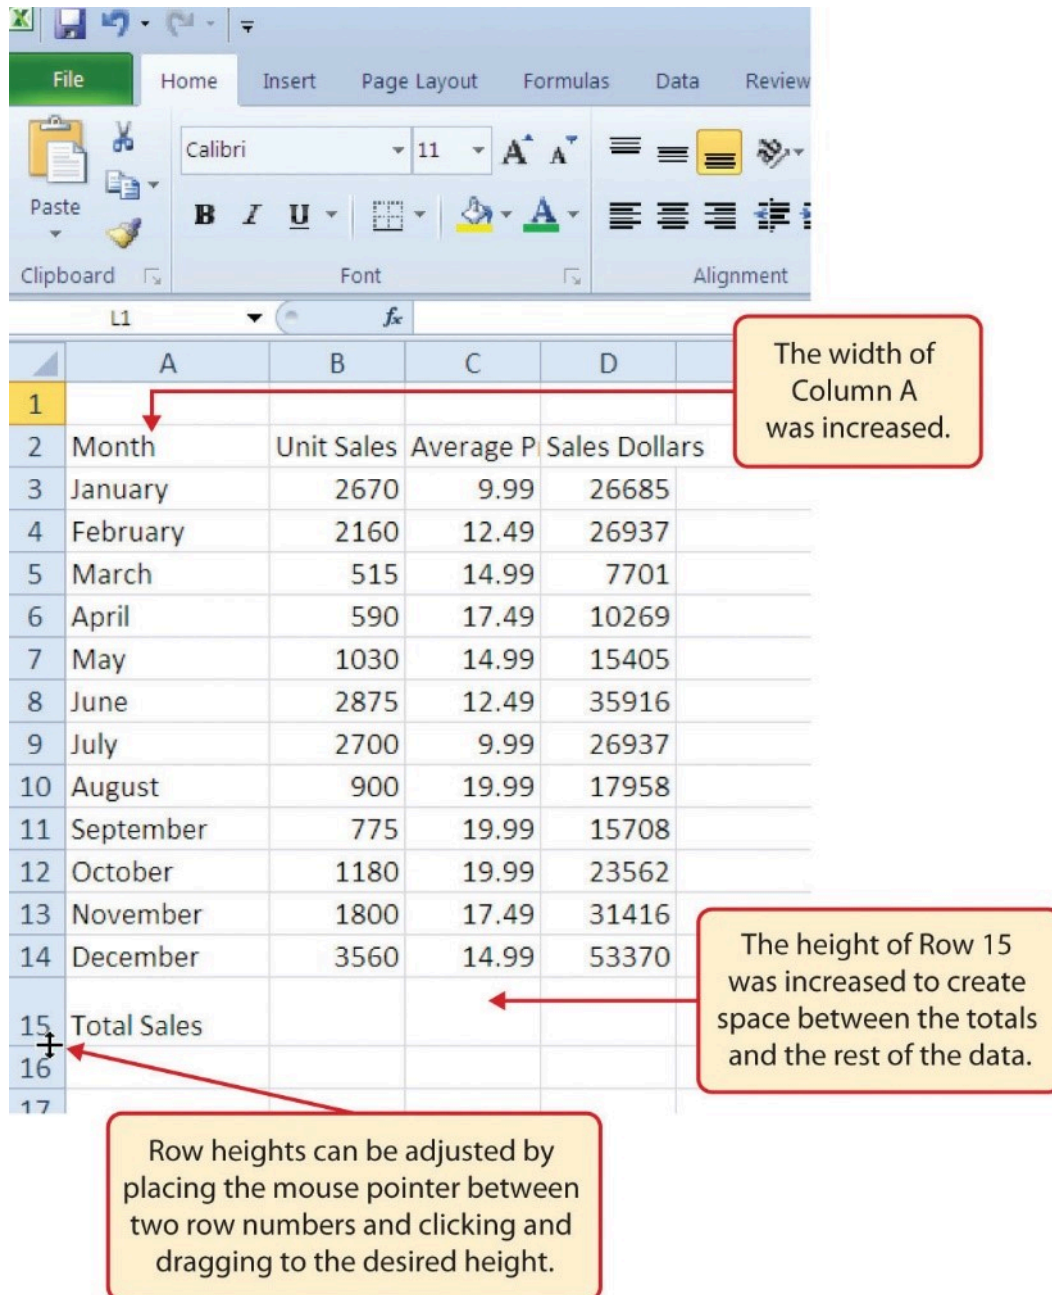 File Home Insert Page Layout Formulas Data Review
Calibri 11 A A
Paste B I U A
Clipboard Font Alignment
L1 fx
A B C D
1
2 Month Unit Sales Average P Sales Dollars
3 January 2670 9.99 26685
4 February 2160 12.49 26937
5 March 515 14.99 7701
6 April 590 17.49 10269
7 May 1030 14.99 15405
8 June 2875 12.49 35916
9 July 2700 9.99 26937
10 August 900 19.99 17958
11 September 775 19.99 15708
12 October 1180 19.99 23562
13 November 1800 17.49 31416
14 December 3560 14.99 53370
15 Total Sales
16
17
The width of
Column A
was increased.
The height of Row 15
was increased to create
space between the totals
and the rest of the data.
Row heights can be adjusted by
placing the mouse pointer between
two row numbers and clicking and
dragging to the desired height.